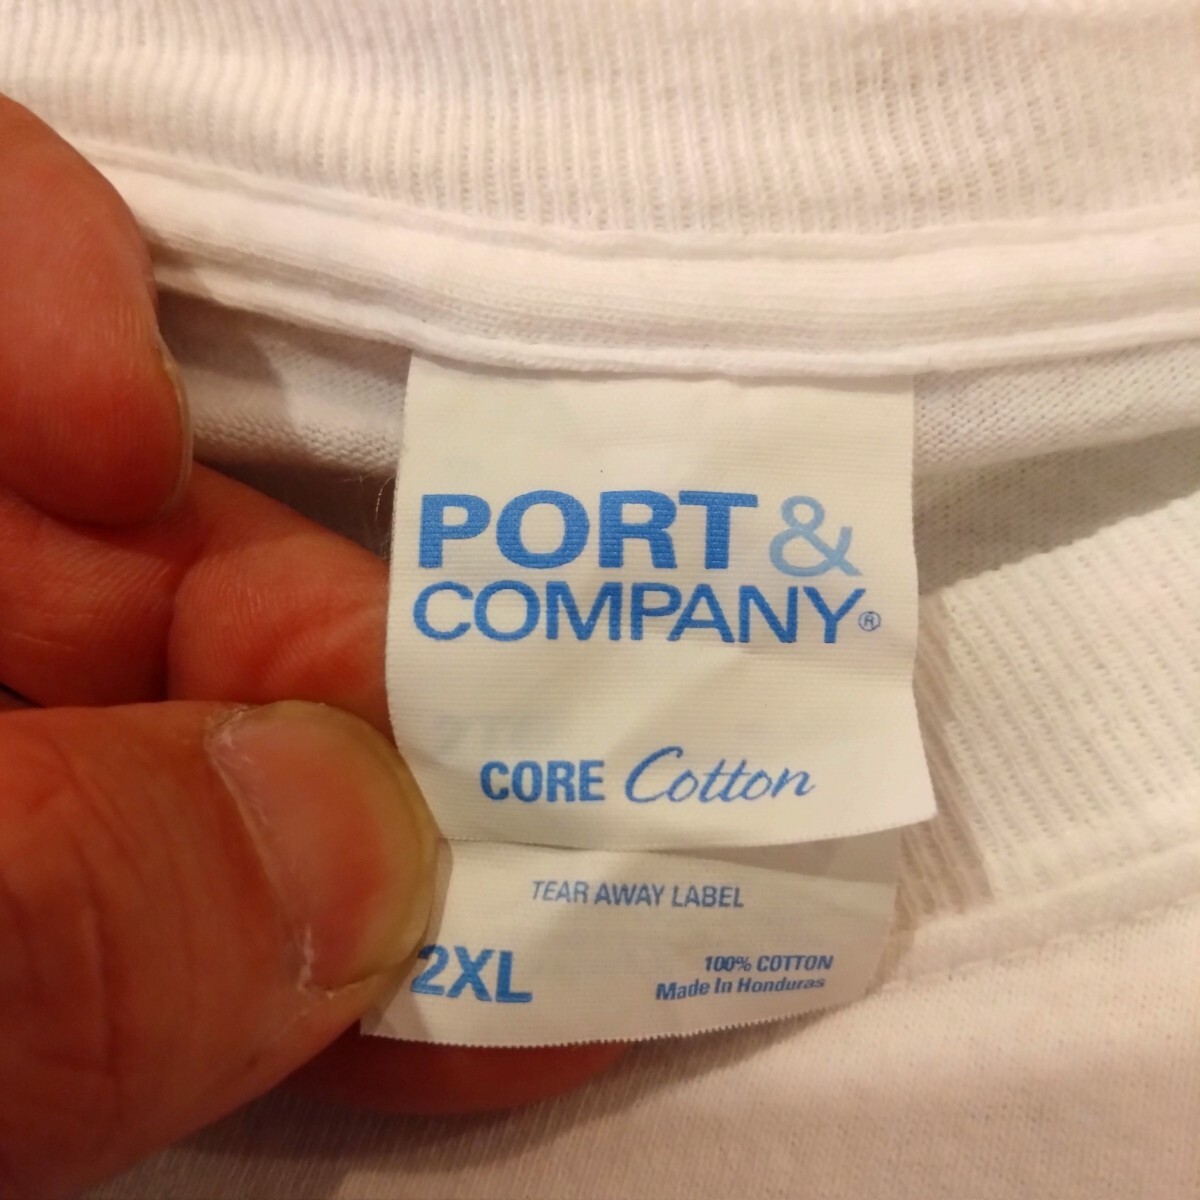 PORT &
COMPANY®
CORE Cotton
TEAR AWAY LABEL
2XL
100% COTTON
Made In Honduras